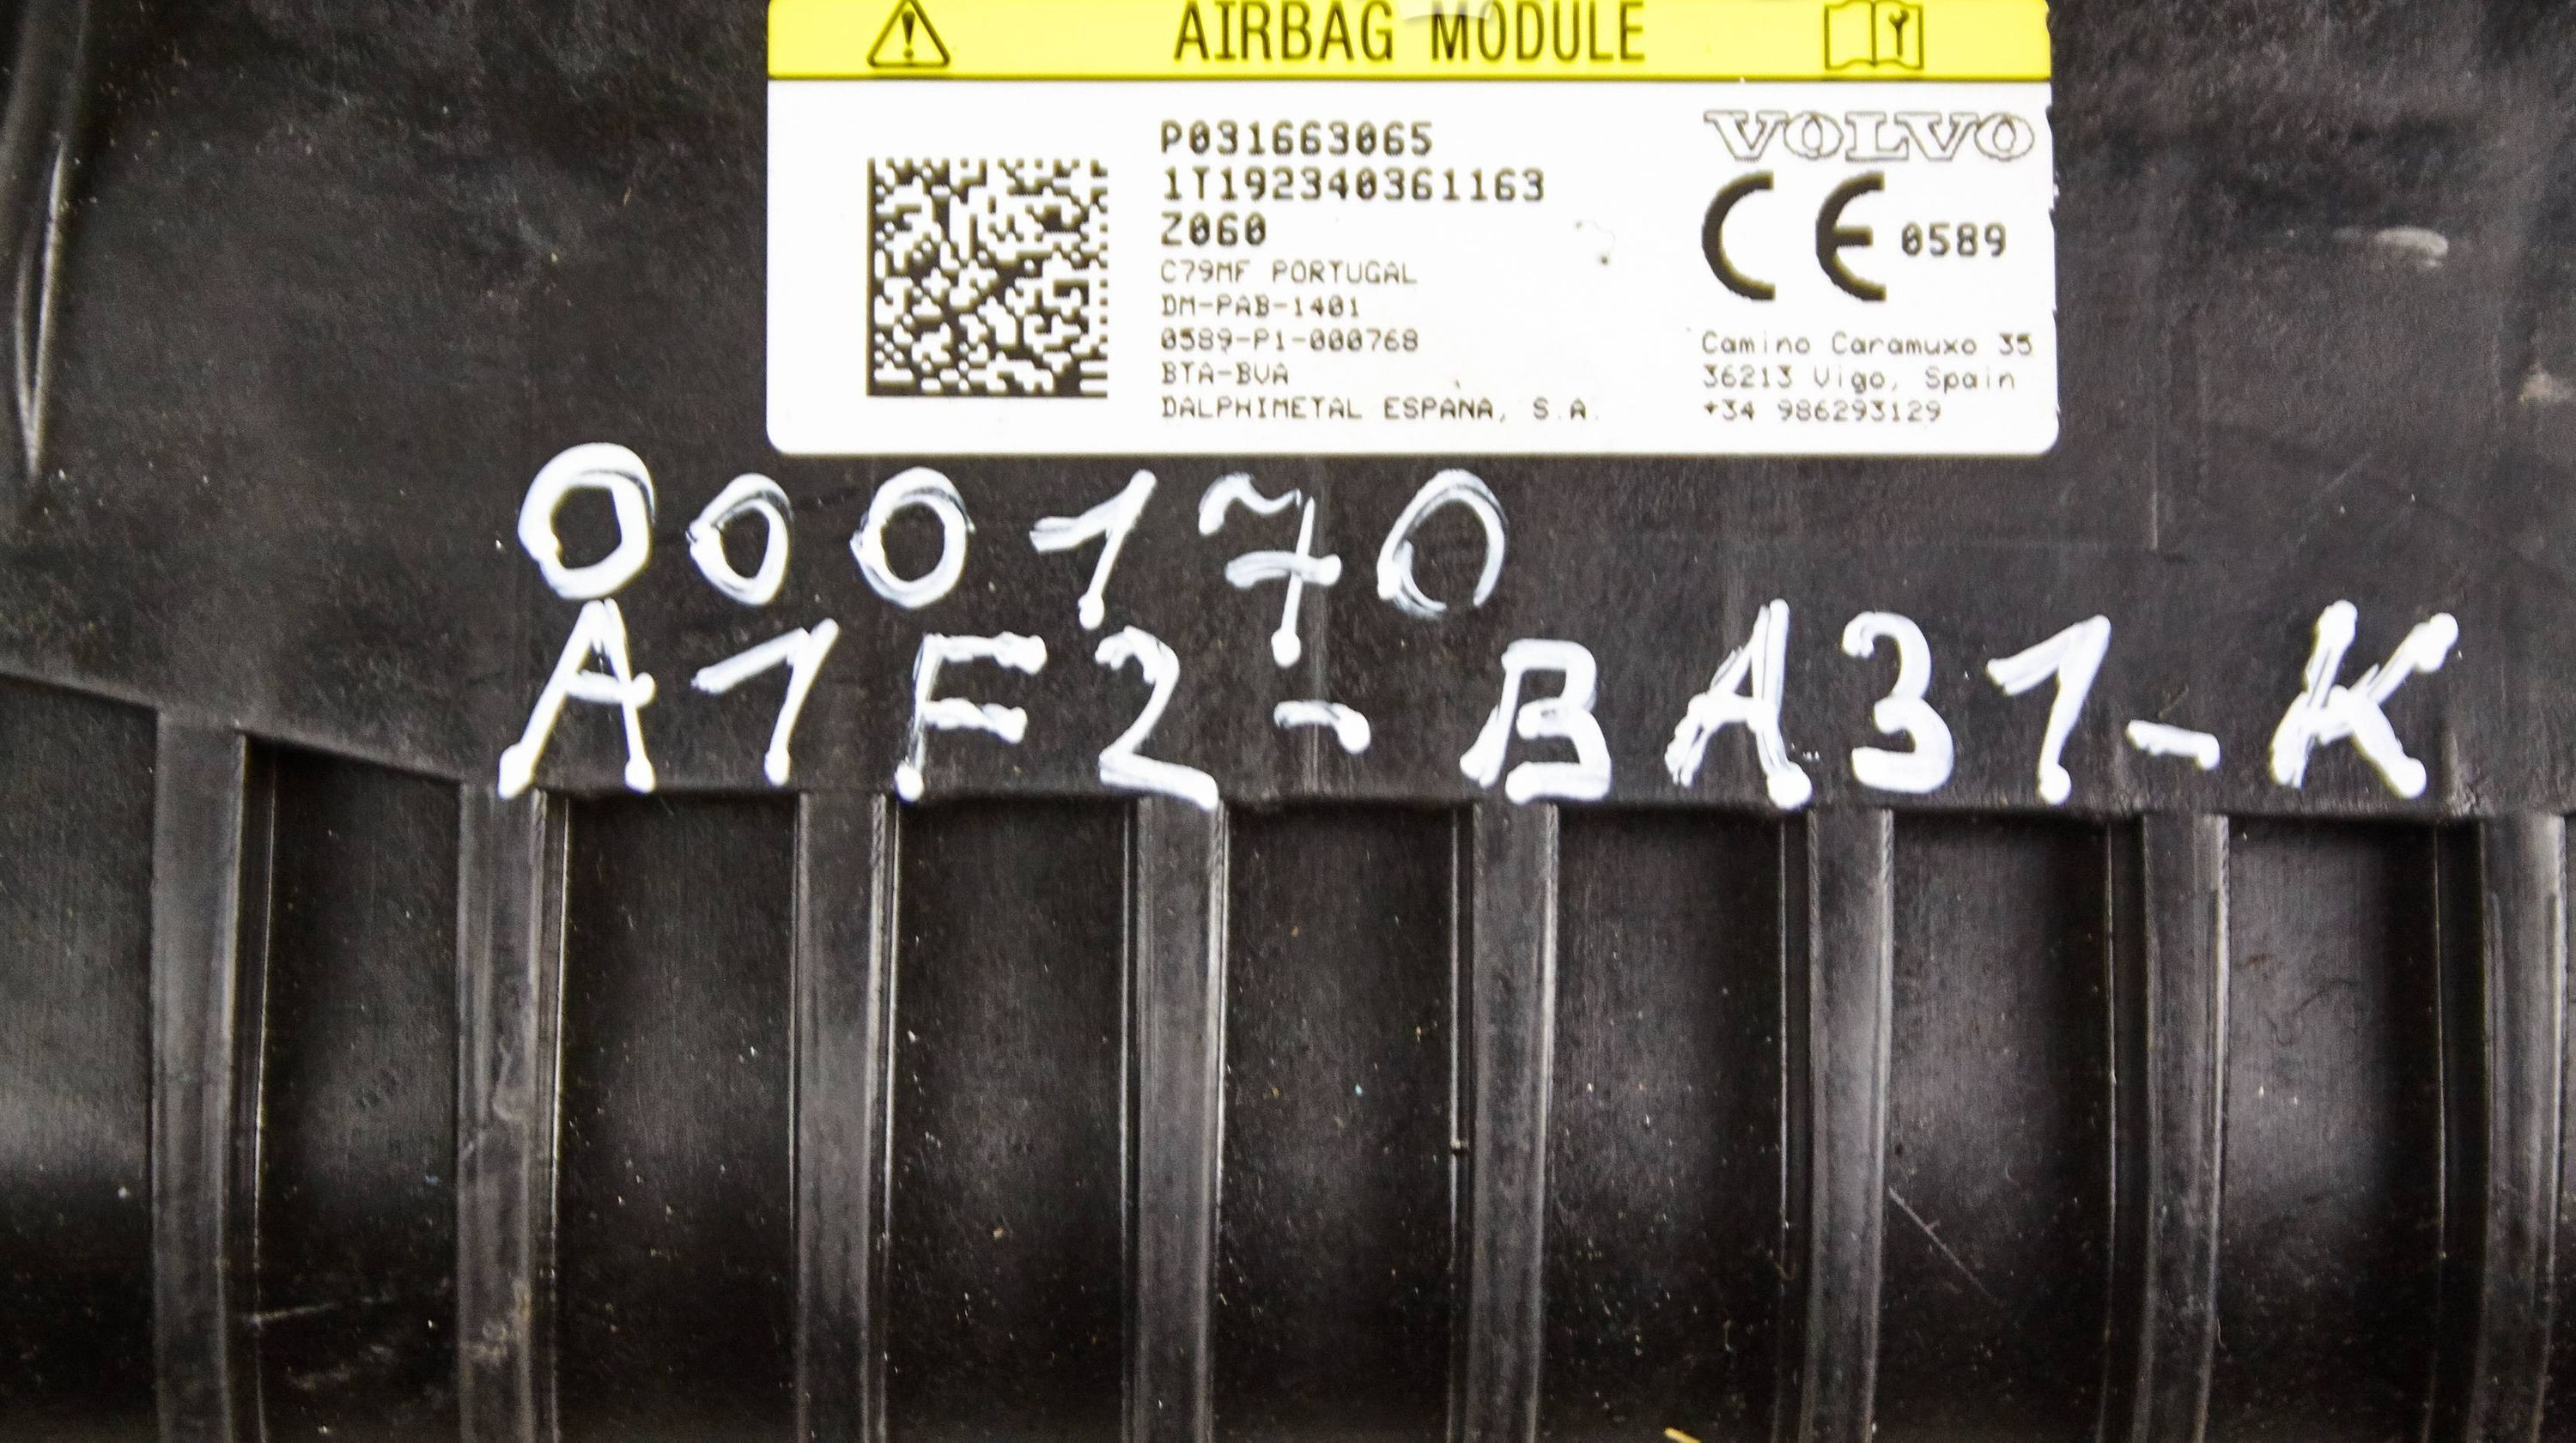 AIRBAG MODULE
P031663065
1T192340361163
Z060
C79MF PORTUGAL
DM-PAB-1401
0589-P1-000768
BTA-BVA
DALPHIMETAL ESPANA, S.A.
VOLVO
CE 0589
Camino Caramuxo 35
36213 Vigo, Spain
+34 986293129
000170
A1F2-BA31-K